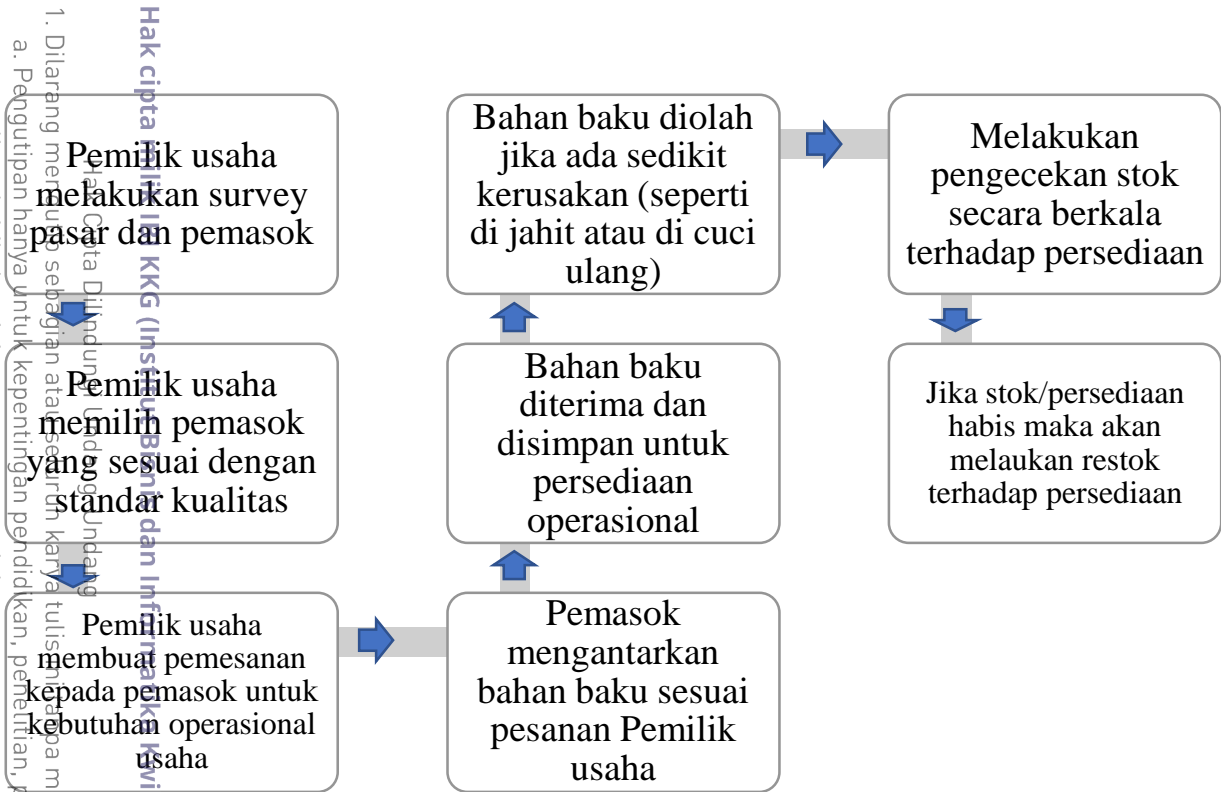 Hak cipta milik IBI KKG (Institut Bisnis dan Informatika Kwi
Hak Cipta Dilindungi Undang-Undang
1. Dilarang mengutip sebagian atau seluruh karya tulis ini tanpa m
a. Pengutipan hanya untuk kepentingan pendidikan, penelitian, p
Pemilik usaha
melakukan survey
pasar dan pemasok
Pemilik usaha
memilih pemasok
yang sesuai dengan
standar kualitas
Pemilik usaha
membuat pemesanan
kepada pemasok untuk
kebutuhan operasional
usaha
Pemasok
mengantarkan
bahan baku sesuai
pesanan Pemilik
usaha
Bahan baku
diterima dan
disimpan untuk
persediaan
operasional
Bahan baku diolah
jika ada sedikit
kerusakan (seperti
di jahit atau di cuci
ulang)
Melakukan
pengecekan stok
secara berkala
terhadap persediaan
Jika stok/persediaan
habis maka akan
melaukan restok
terhadap persediaan